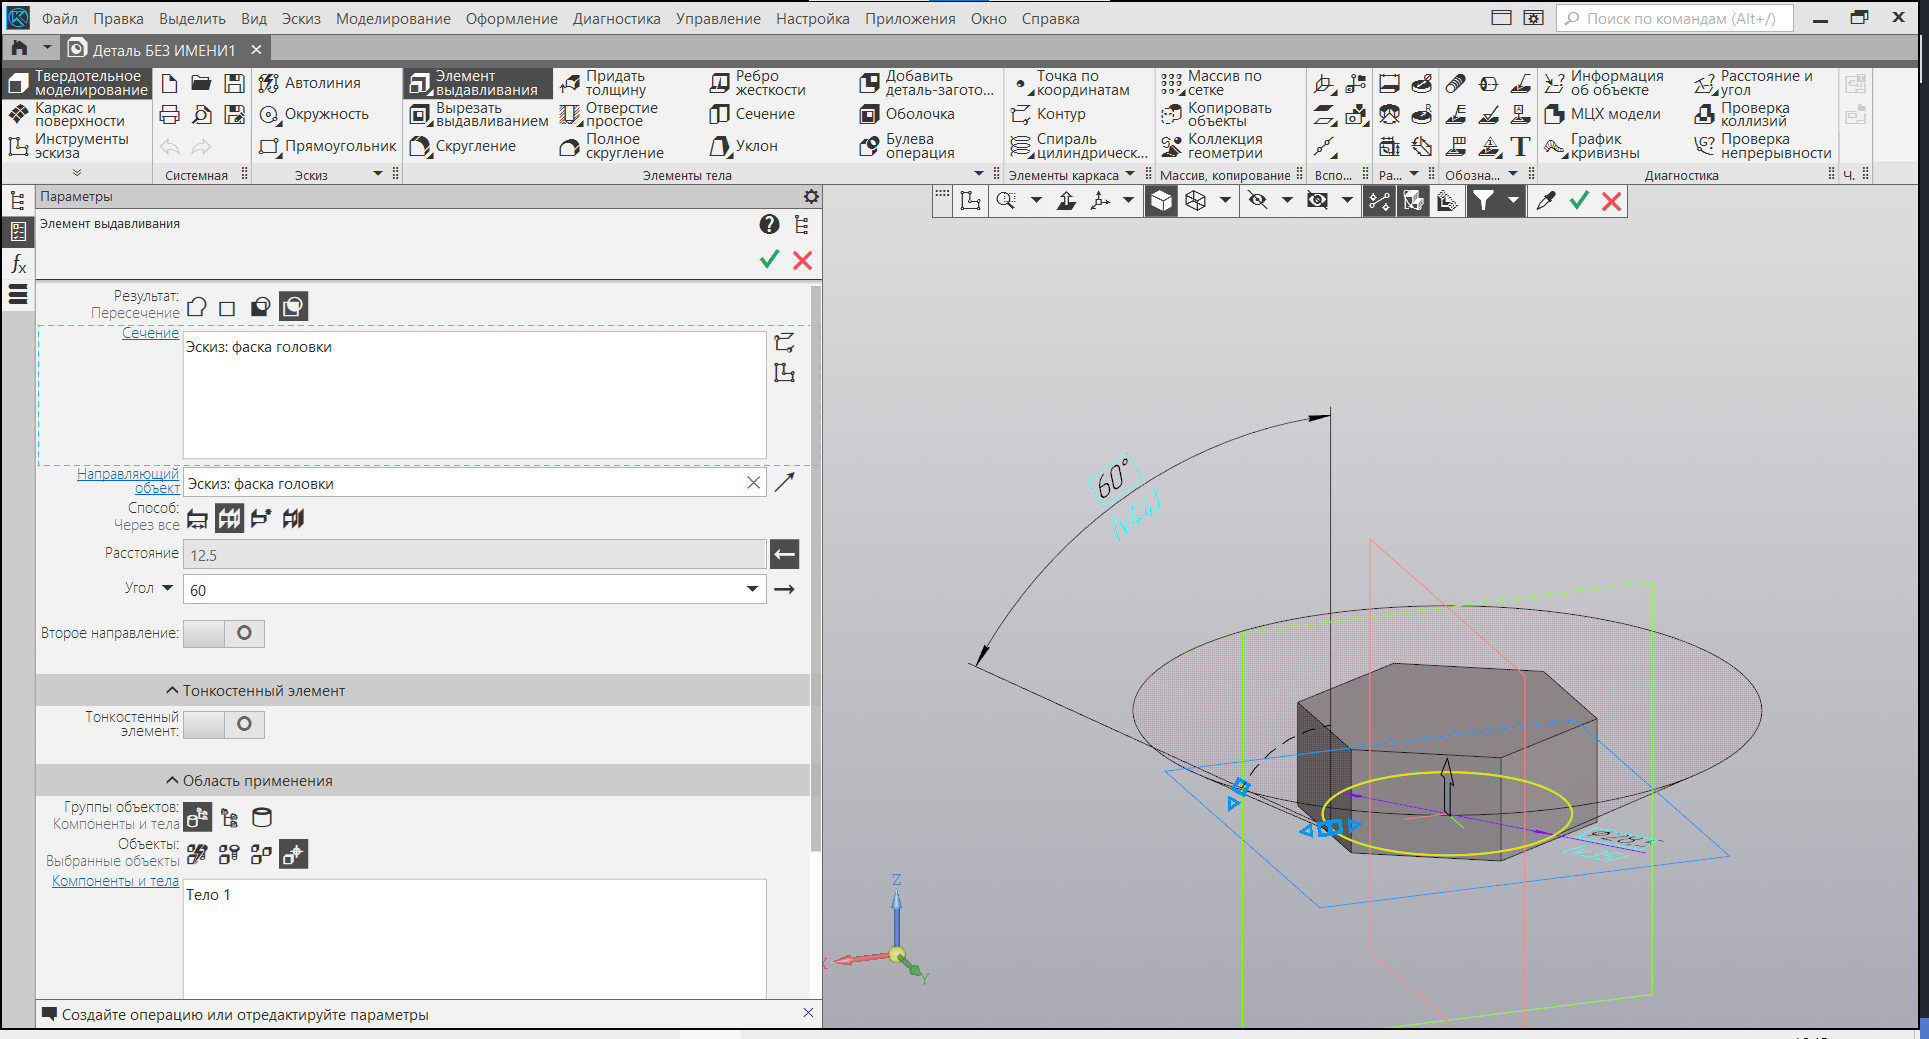 Файл Правка Выделить Вид Эскиз Моделирование Оформление Диагностика Управление Настройка Приложения Окно Справка
Поиск по командам (Alt+/)
Деталь БЕЗ ИМЕНИ1
Твердотельное моделирование
Каркас и поверхности
Инструменты эскиза
Системная
Автолиния
Окружность
Прямоугольник
Эскиз
Элемент выдавливания
Вырезать выдавливанием
Скругление
Придать толщину
Отверстие простое
Полное скругление
Ребро жесткости
Сечение
Уклон
Добавить деталь-загото...
Оболочка
Булева операция
Элементы тела
Точка по координатам
Контур
Спираль цилиндрическ...
Элементы каркаса
Массив по сетке
Копировать объекты
Коллекция геометрии
Массив, копирование
Вспо...
Ра...
Обозна...
Информация об объекте
МЦХ модели
График кривизны
Расстояние и угол
Проверка коллизий
Проверка непрерывности
Диагностика
Ч.
Параметры
Элемент выдавливания
Результат:
Пересечение
Сечение
Эскиз: фаска головки
Направляющий объект
Эскиз: фаска головки
Способ:
Через все
Расстояние
12.5
Угол
60
Второе направление:
Тонкостенный элемент
Тонкостенный элемент:
Область применения
Группы объектов:
Компоненты и тела
Объекты:
Выбранные объекты
Компоненты и тела
Тело 1
Создайте операцию или отредактируйте параметры
60°
(v44)
Z
X
Y